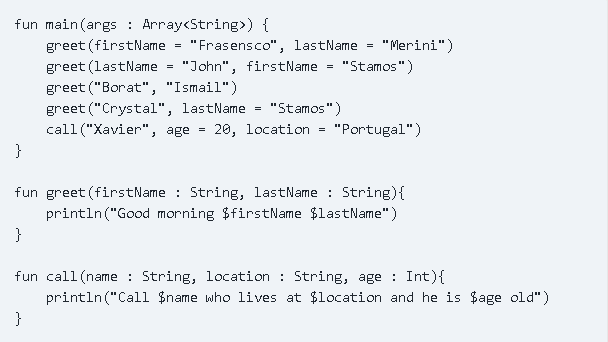 fun main(args : Array<String>) {
    greet(firstName = "Frasensco", lastName = "Merini")
    greet(lastName = "John", firstName = "Stamos")
    greet("Borat", "Ismail")
    greet("Crystal", lastName = "Stamos")
    call("Xavier", age = 20, location = "Portugal")
}

fun greet(firstName : String, lastName : String){
    println("Good morning $firstName $lastName")
}

fun call(name : String, location : String, age : Int){
    println("Call $name who lives at $location and he is $age old")
}